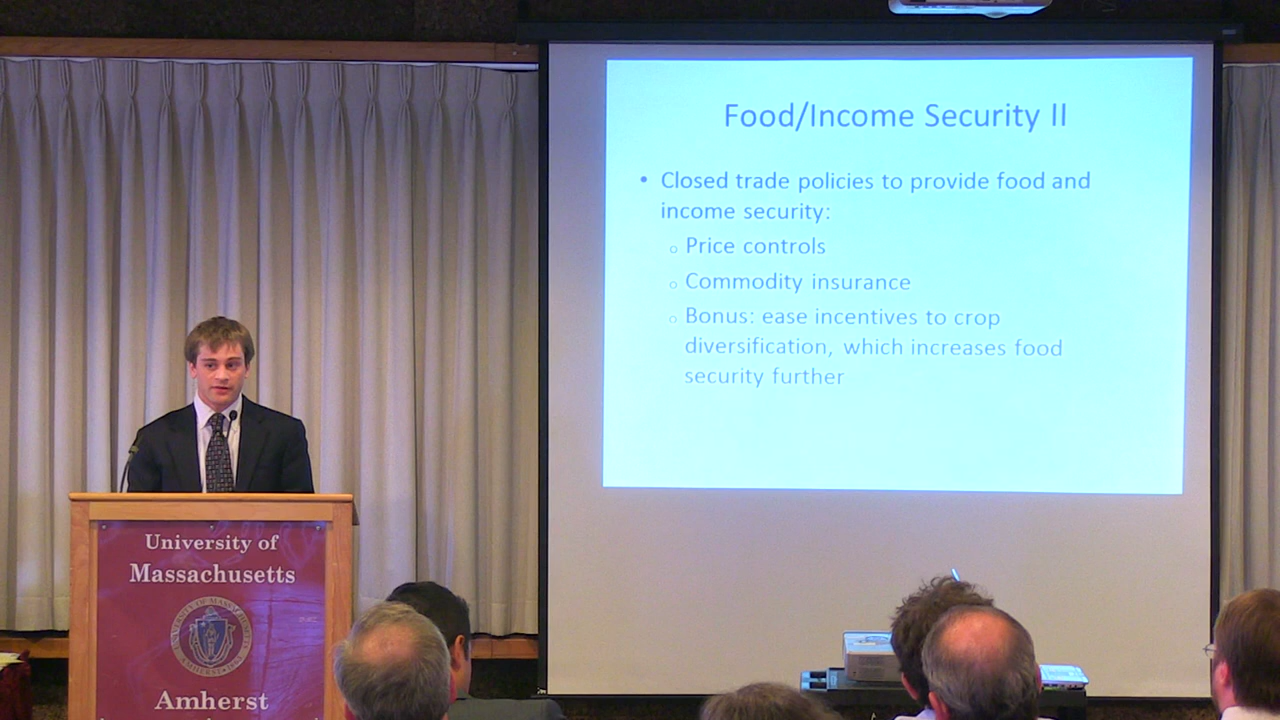 Food/Income Security II
• Closed trade policies to provide food and
income security:
o Price controls
o Commodity insurance
o Bonus: ease incentives to crop
diversification, which increases food
security further
University of
Massachusetts
Amherst